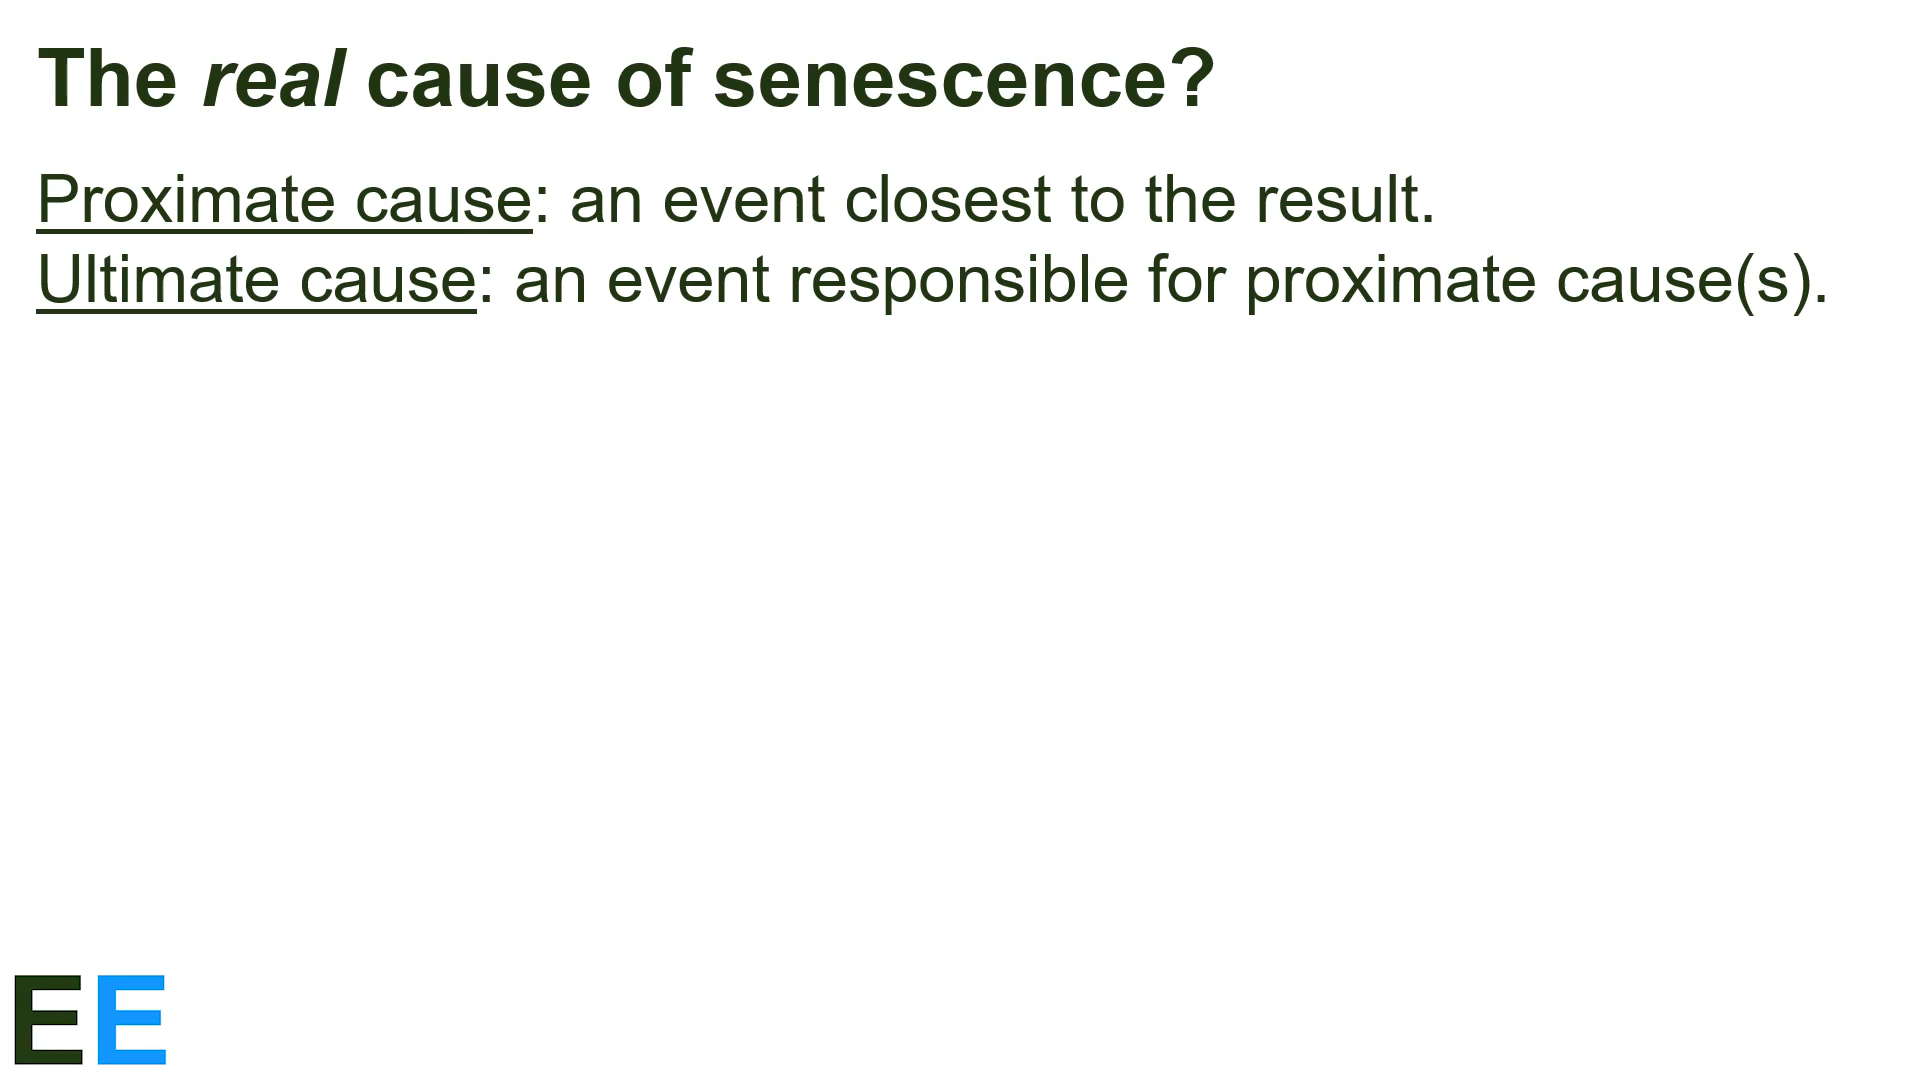 The real cause of senescence?
Proximate cause: an event closest to the result.
Ultimate cause: an event responsible for proximate cause(s).
EE